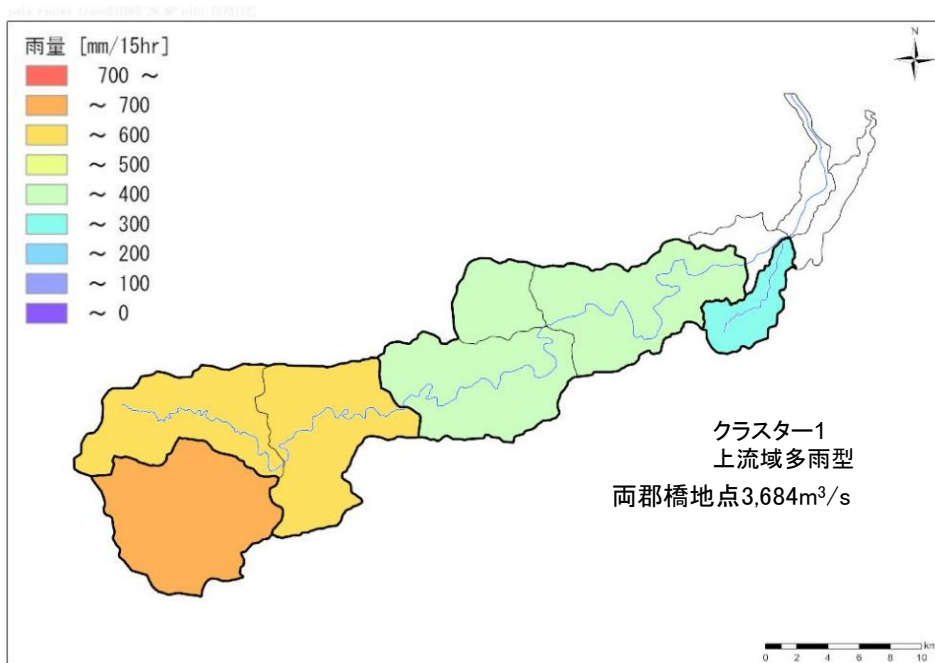 雨量 [mm/15hr]
700 ～
～ 700
～ 600
～ 500
～ 400
～ 300
～ 200
～ 100
～ 0
N
クラスター1
上流域多雨型
両郡橋地点3,684m³/s
km
0 2 4 6 8 10